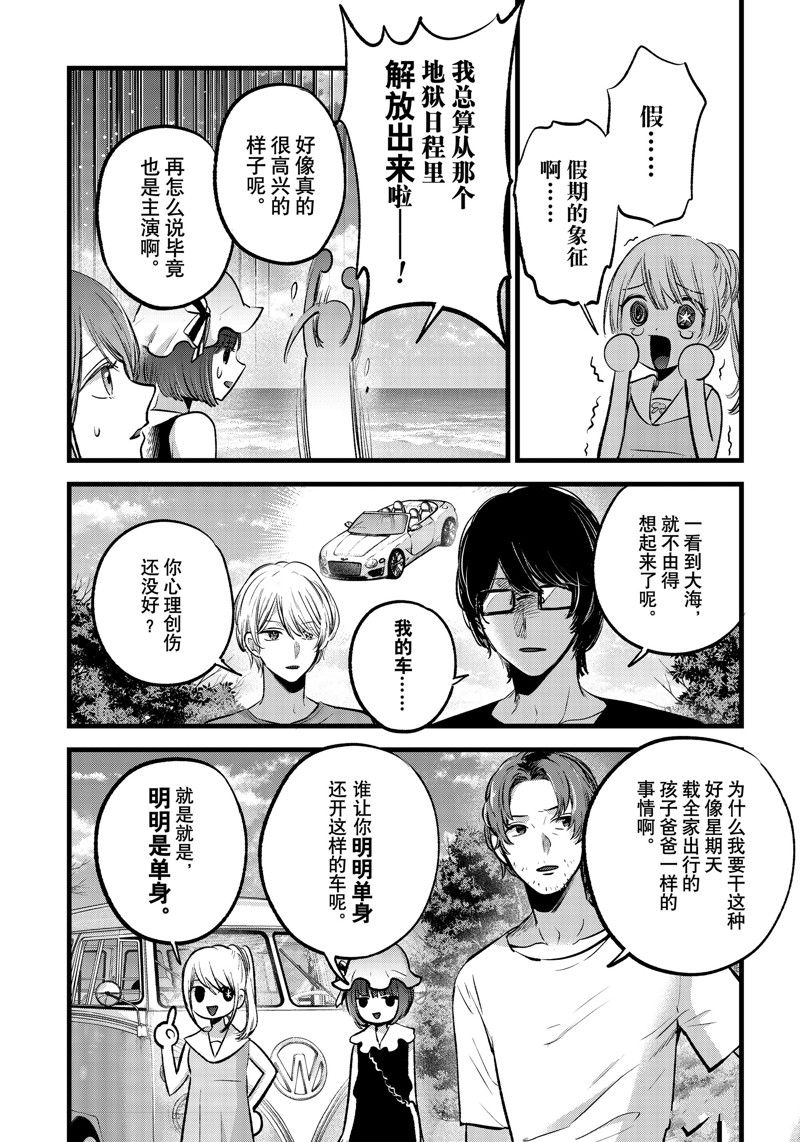 假……
假期的象征
啊……
我总算从那个
地狱日程里
解放出来啦——！
好像真的
很高兴的
样子呢。
再怎么说毕竟
也是主演啊。
一看到大海，
就不由得
想起来了呢。
我的车……
你心理创伤
还没好？
为什么我要干这种
好像星期天
载全家出行的
孩子爸爸一样的
事情啊。
谁让你明明单身
还开这样的车呢。
就是就是，
明明是单身。